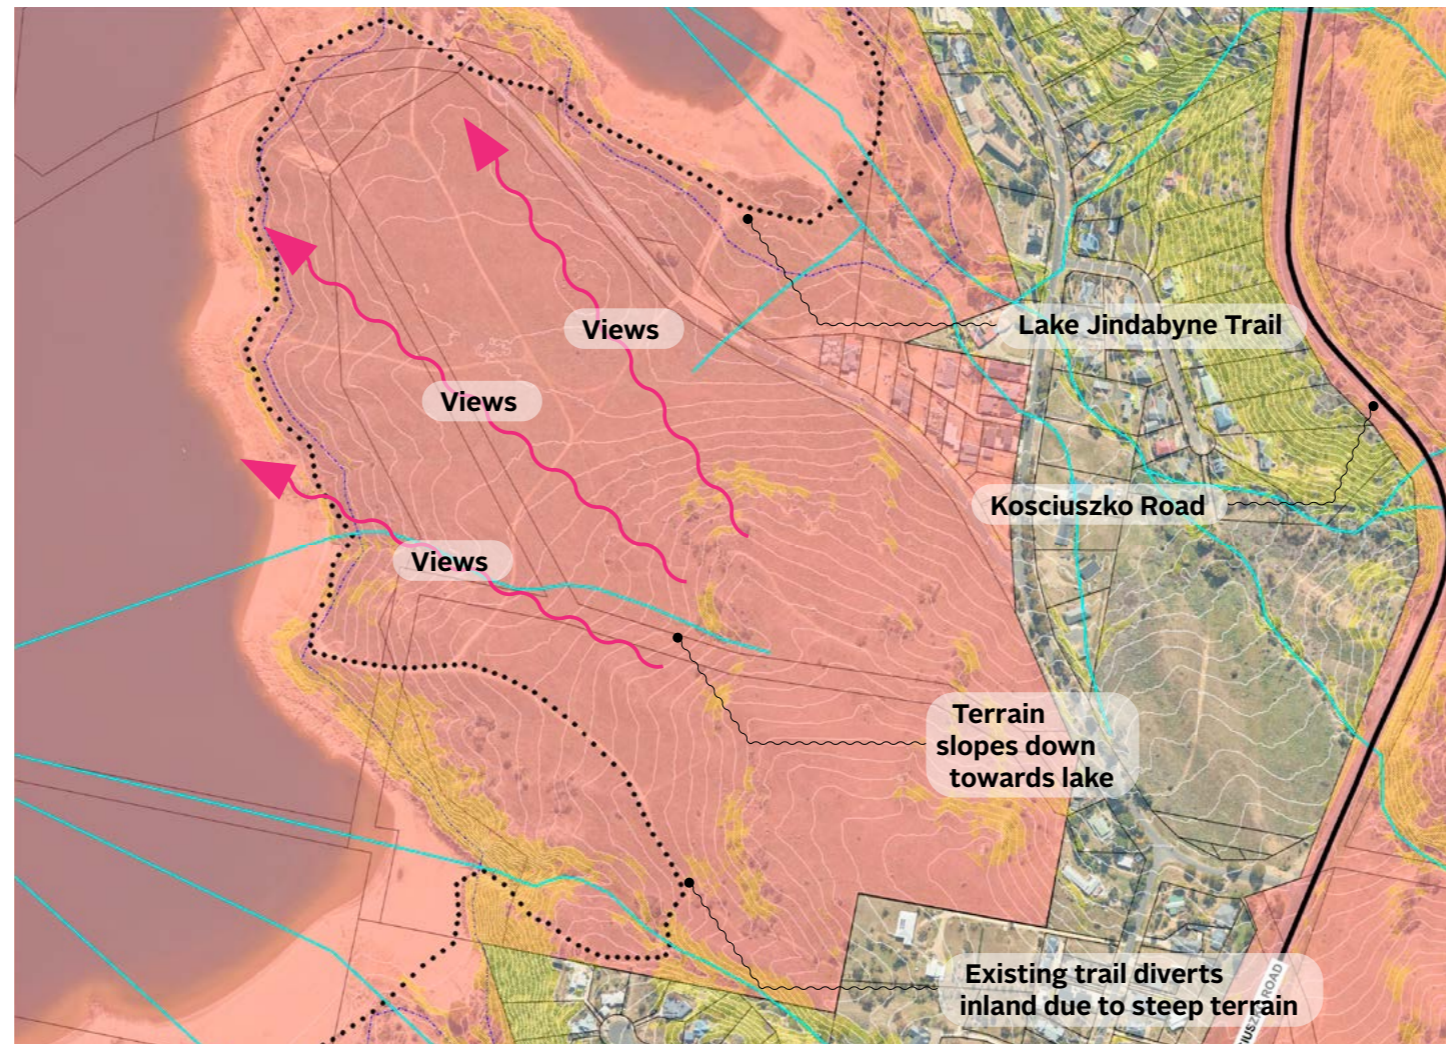 Lake Jindabyne Trail
Views
Views
Kosciuszko Road
Views
Terrain
slopes down
towards lake
Existing trail diverts
inland due to steep terrain
ROAD